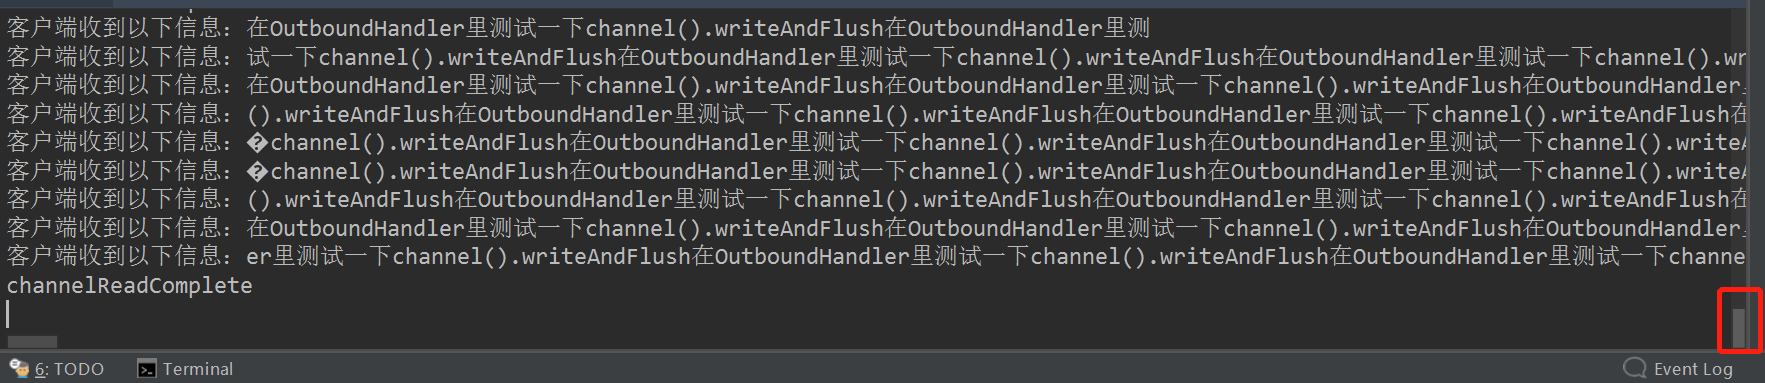 客户端收到以下信息：在OutboundHandler里测试一下channel().writeAndFlush在OutboundHandler里测
客户端收到以下信息：试一下channel().writeAndFlush在OutboundHandler里测试一下channel().writeAndFlush在OutboundHandler里测试一下channel().wr
客户端收到以下信息：在OutboundHandler里测试一下channel().writeAndFlush在OutboundHandler里测试一下channel().writeAndFlush在OutboundHandler
客户端收到以下信息：().writeAndFlush在OutboundHandler里测试一下channel().writeAndFlush在OutboundHandler里测试一下channel().writeAndFlush在
客户端收到以下信息：�channel().writeAndFlush在OutboundHandler里测试一下channel().writeAndFlush在OutboundHandler里测试一下channel().writeA
客户端收到以下信息：�channel().writeAndFlush在OutboundHandler里测试一下channel().writeAndFlush在OutboundHandler里测试一下channel().writeA
客户端收到以下信息：().writeAndFlush在OutboundHandler里测试一下channel().writeAndFlush在OutboundHandler里测试一下channel().writeAndFlush在
客户端收到以下信息：在OutboundHandler里测试一下channel().writeAndFlush在OutboundHandler里测试一下channel().writeAndFlush在OutboundHandler
客户端收到以下信息：er里测试一下channel().writeAndFlush在OutboundHandler里测试一下channel().writeAndFlush在OutboundHandler里测试一下channe
channelReadComplete
6: TODO Terminal Event Log